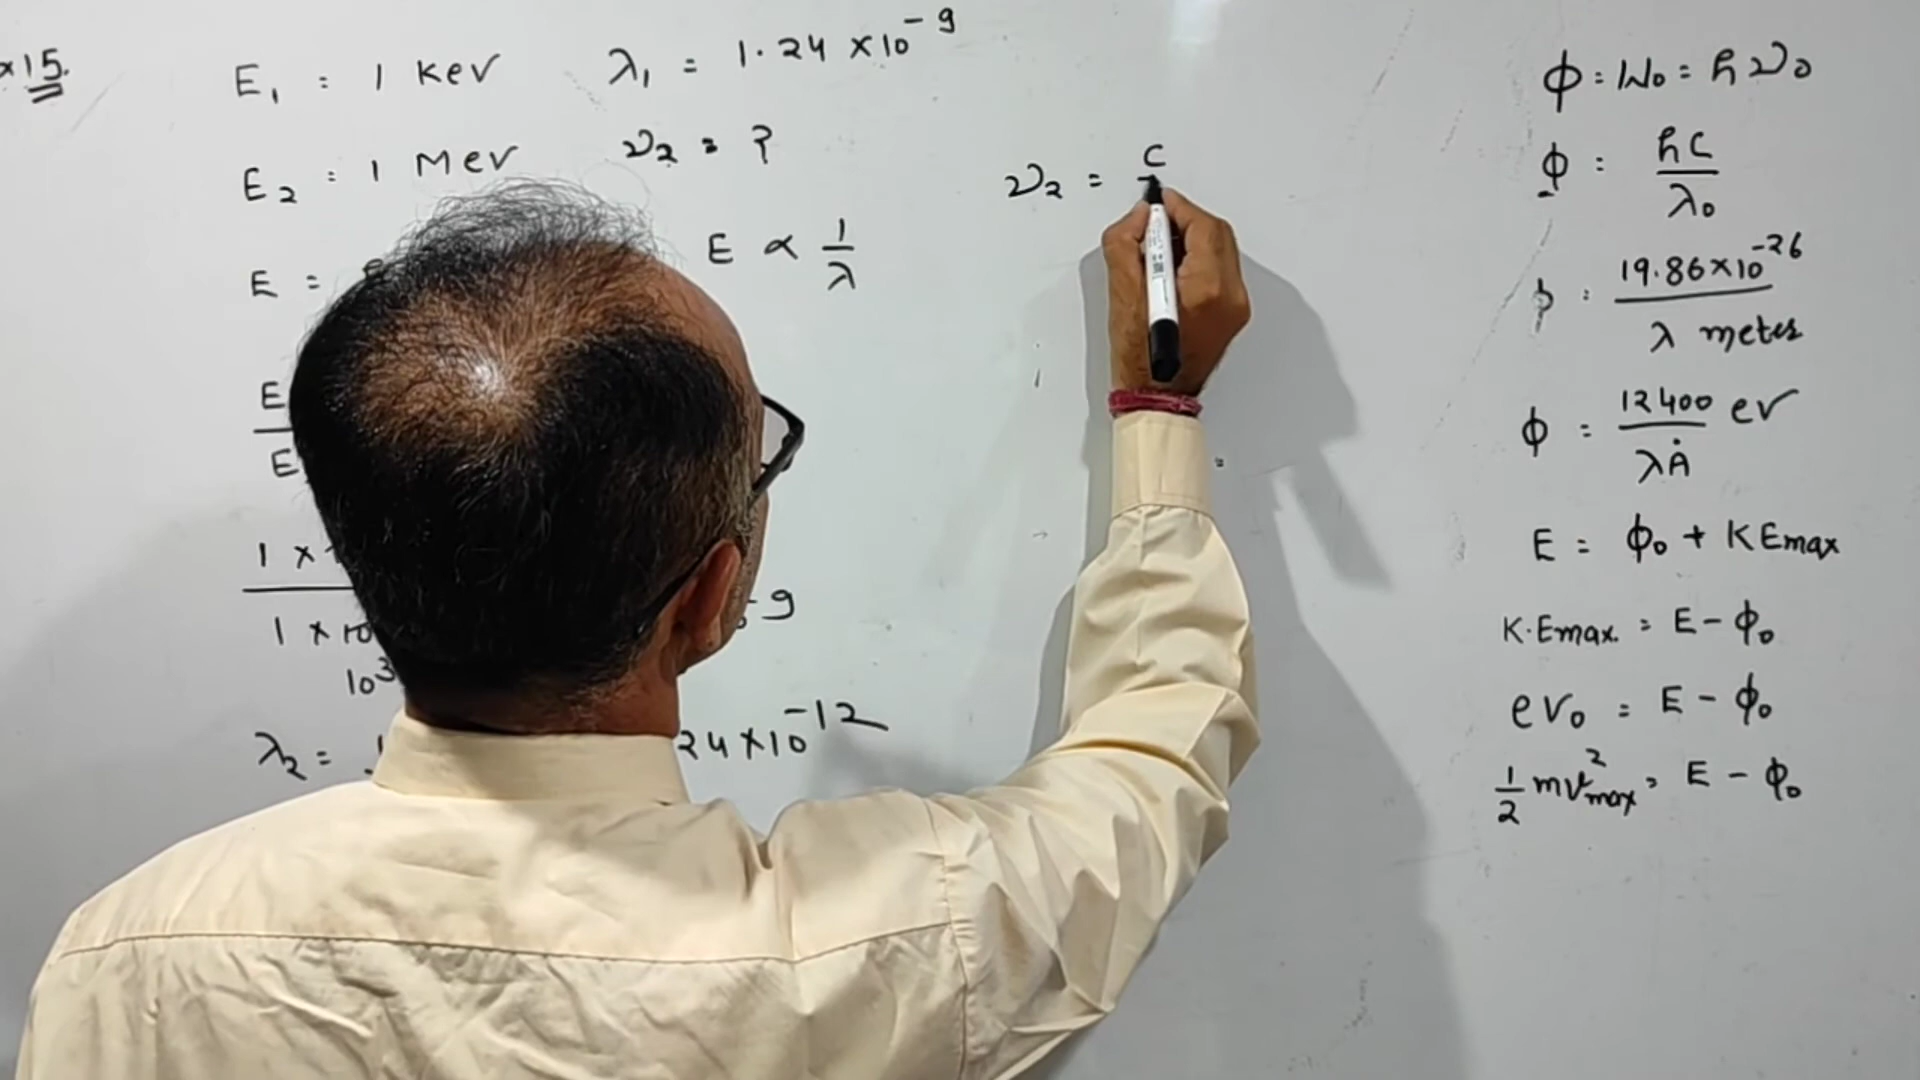 ×15.
E₁ = 1 Kev λ₁ = 1.24 ×10⁻⁹
E₂ = 1 Mev ν₂ = ?
E =
E ∝ 1/λ
E
E
1 ×
1 × 10
10³
-9
λ₂ =
24×10⁻¹²
ν₂ = C
ϕ = W₀ = hν₀
ϕ = hC/λ₀
= 19.86×10⁻²⁶/λ meter
ϕ = 12400/λÅ ev
E = ϕ₀ + KEmax
K.Emax. = E - ϕ₀
eV₀ = E - ϕ₀
1/2 mv²max = E - ϕ₀